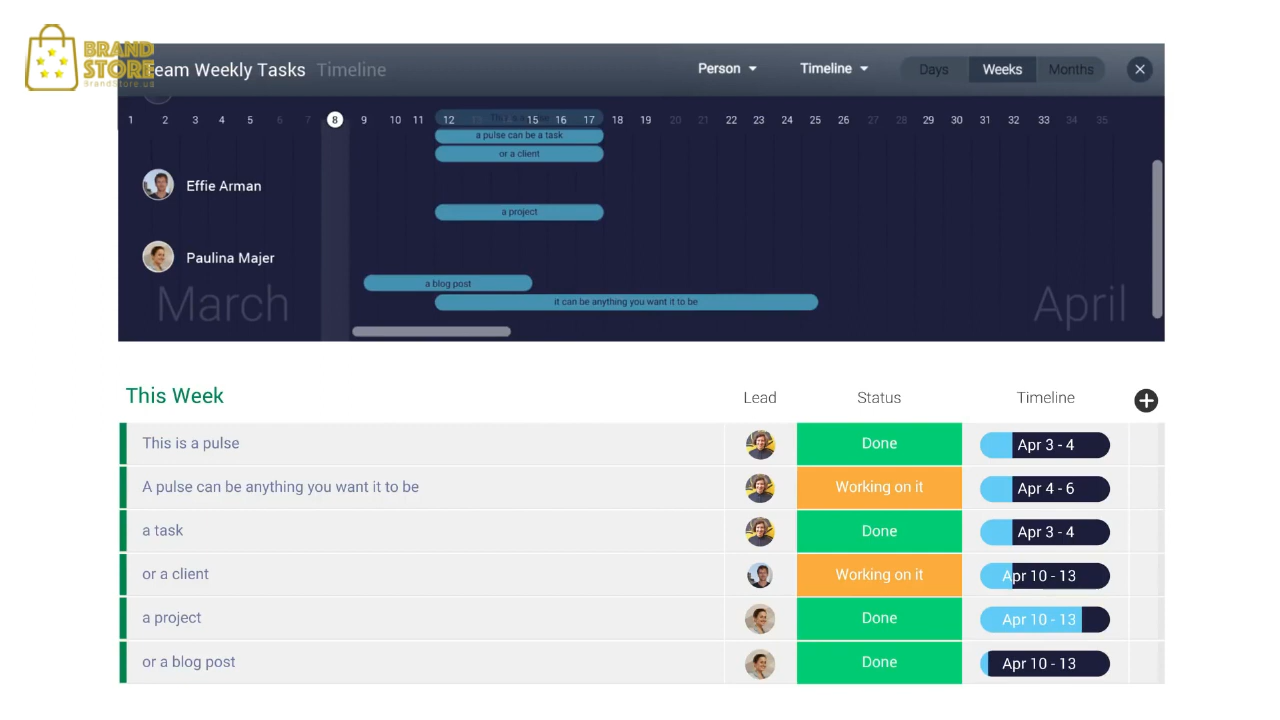 BRAND
STORE
BrandStore.ua
Team Weekly Tasks Timeline
Person Timeline Days Weeks Months
1 2 3 4 5 6 7 8 9 10 11 12 13 14 15 16 17 18 19 20 21 22 23 24 25 26 27 28 29 30 31 32 33 34 35
a pulse can be a task
or a client
Effie Arman
a project
Paulina Majer
a blog post
it can be anything you want it to be
March April
This Week Lead Status Timeline
This is a pulse Done Apr 3 - 4
A pulse can be anything you want it to be Working on it Apr 4 - 6
a task Done Apr 3 - 4
or a client Working on it Apr 10 - 13
a project Done Apr 10 - 13
or a blog post Done Apr 10 - 13